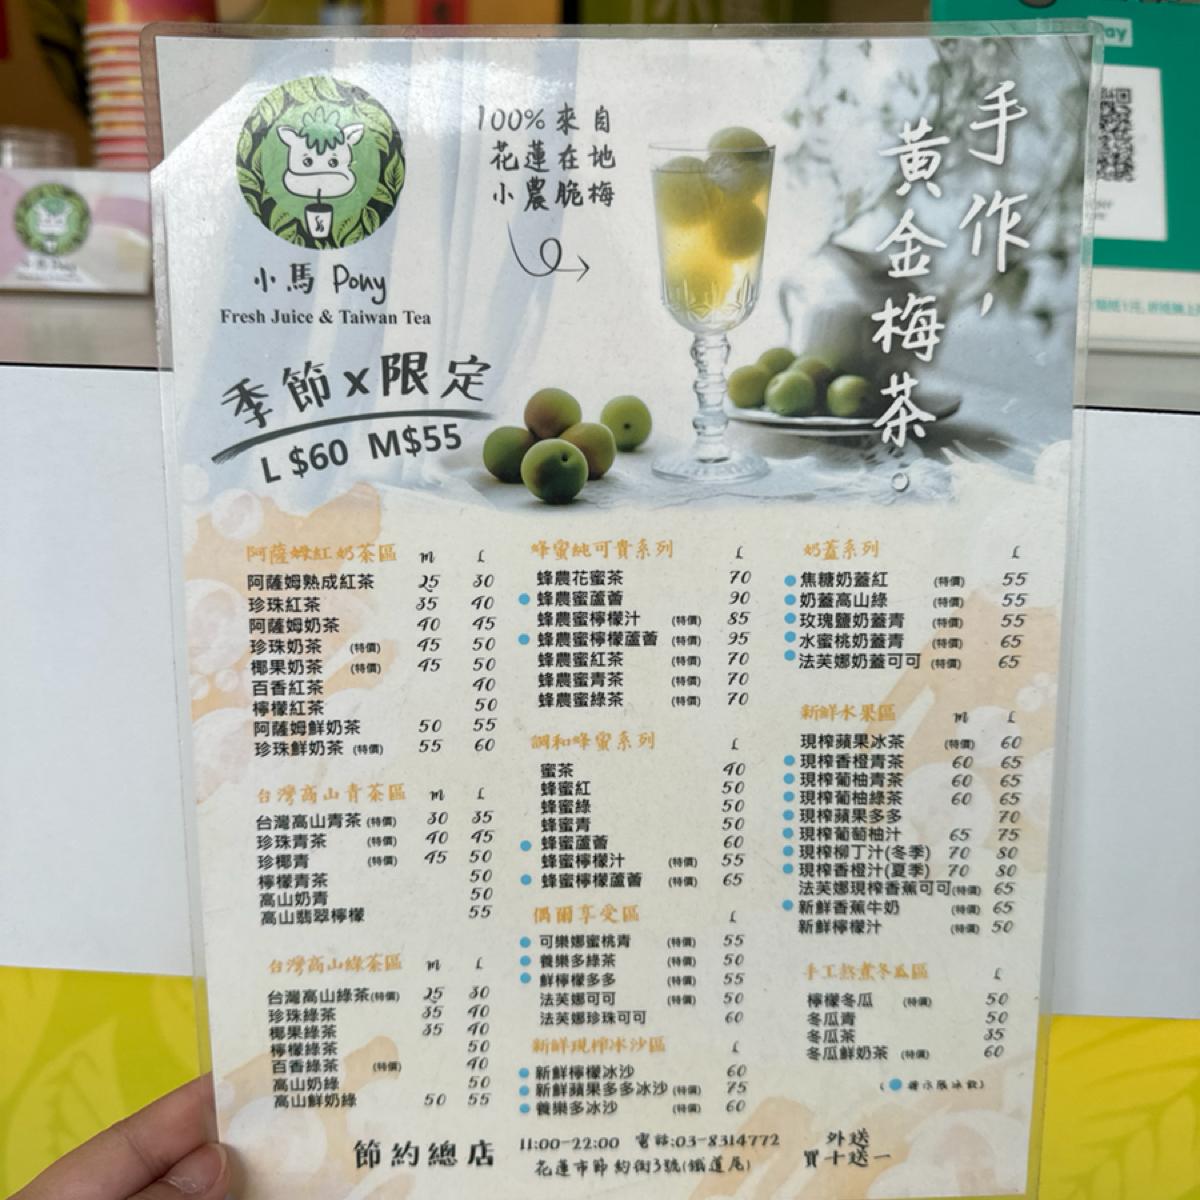 Pay
小馬 Pony
Fresh Juice & Taiwan Tea
100%來自
花蓮在地
小農脆梅
手作，
黃金梅茶。
季節x限定
L $60 M$55
阿薩姆紅奶茶區 M L
阿薩姆熟成紅茶 25 30
珍珠紅茶 35 40
阿薩姆奶茶 40 45
珍珠奶茶 (特價) 45 50
椰果奶茶 (特價) 45 50
百香紅茶 40
檸檬紅茶 50
阿薩姆鮮奶茶 50 55
珍珠鮮奶茶 (特價) 55 60
台灣高山青茶區 M L
台灣高山青茶 (特價) 30 35
珍珠青茶 (特價) 40 45
珍椰青 (特價) 45 50
檸檬青茶 50
高山奶青 50
高山翡翠檸檬 55
台灣高山綠茶區 M L
台灣高山綠茶(特價) 25 30
珍珠綠茶 35 40
椰果綠茶 35 40
檸檬綠茶 50
百香綠茶 (特價) 40
高山奶綠 50
高山鮮奶綠 50 55
蜂蜜純可貴系列 L
蜂農花蜜茶 70
蜂農蜜蘆薈 90
蜂農蜜檸檬汁 (特價) 85
蜂農蜜檸檬蘆薈 (特價) 95
蜂農蜜紅茶 (特價) 70
蜂農蜜青茶 (特價) 70
蜂農蜜綠茶 (特價) 70
調和蜂蜜系列 L
蜜茶 40
蜂蜜紅 50
蜂蜜綠 50
蜂蜜青 50
蜂蜜蘆薈 60
蜂蜜檸檬汁 (特價) 55
蜂蜜檸檬蘆薈 (特價) 65
偶爾享受區 L
可樂娜蜜桃青 (特價) 55
養樂多綠茶 (特價) 50
鮮檸檬多多 (特價) 55
法芙娜可可 (特價) 50
法芙娜珍珠可可 60
新鮮現榨冰沙區 L
新鮮檸檬冰沙 60
新鮮蘋果多多冰沙 (特價) 75
養樂多冰沙 (特價) 60
奶蓋系列 L
焦糖奶蓋紅 (特價) 55
奶蓋高山綠 (特價) 55
玫瑰鹽奶蓋青 (特價) 55
水蜜桃奶蓋青 (特價) 65
法芙娜奶蓋可可 (特價) 65
新鮮水果區 M L
現榨蘋果冰茶 (特價) 60
現榨香橙青茶 60 65
現榨葡柚青茶 60 65
現榨葡柚綠茶 60 65
現榨蘋果多多 70
現榨葡萄柚汁 65 75
現榨柳丁汁(冬季) 70 80
現榨香橙汁(夏季) 70 80
法芙娜現榨香蕉可可(特價) 65
新鮮香蕉牛奶 (特價) 65
新鮮檸檬汁 (特價) 50
手工熬煮冬瓜區 L
檸檬冬瓜 (特價) 50
冬瓜青 50
冬瓜茶 35
冬瓜鮮奶茶 (特價) 60
(●標示限冰飲)
節約總店
11:00-22:00 電話:03-8314772
花蓮市節約街3號(鐵道尾)
外送
買十送一